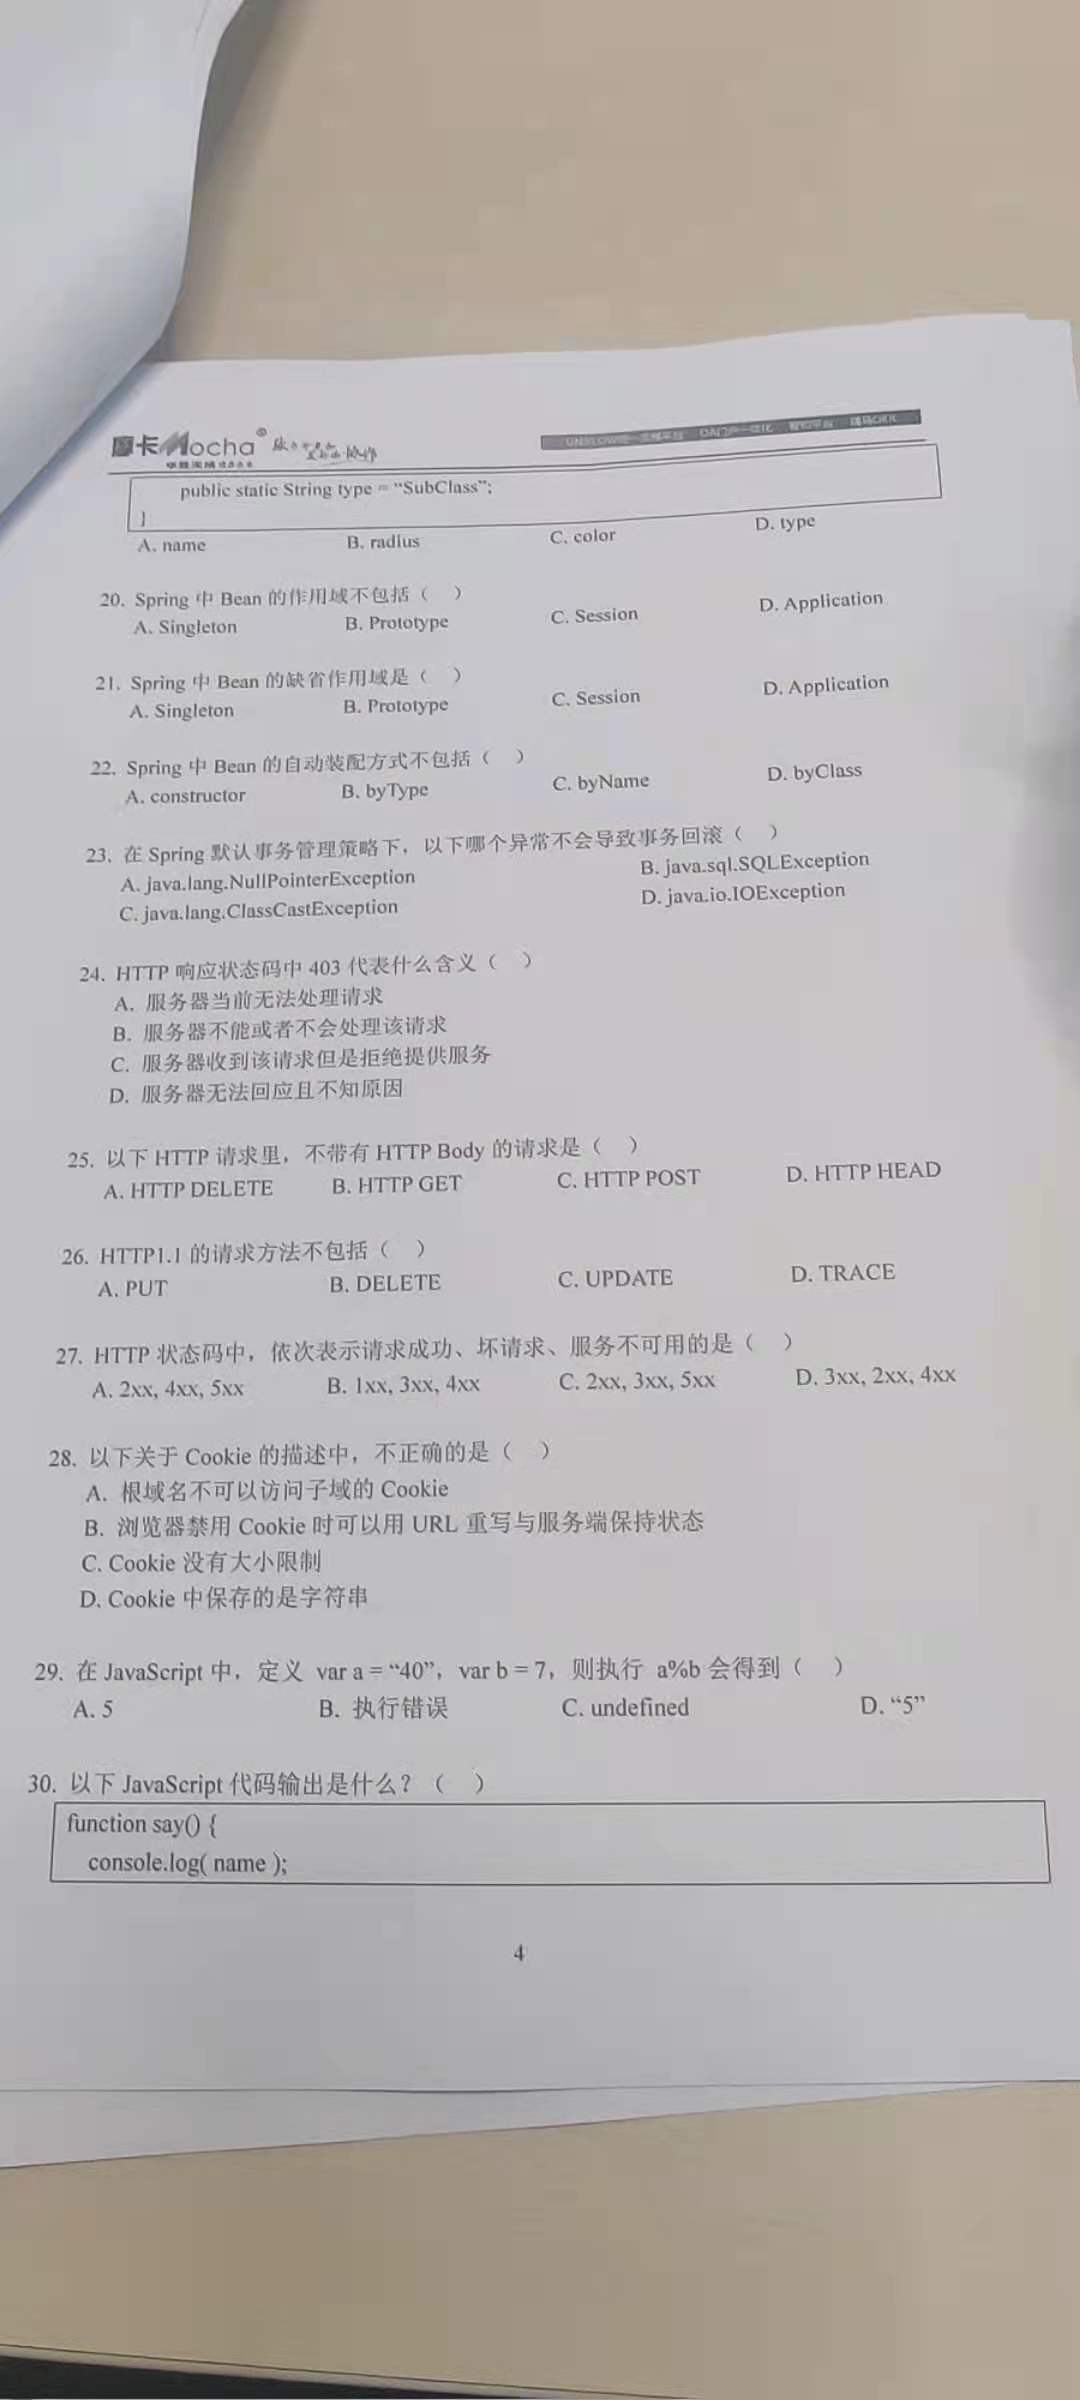 摩卡Mocha®
public static String type = “SubClass”;
}
A. name B. radius C. color D. type
20. Spring 中 Bean 的作用域不包括（ ）
A. Singleton B. Prototype C. Session D. Application
21. Spring 中 Bean 的缺省作用域是（ ）
A. Singleton B. Prototype C. Session D. Application
22. Spring 中 Bean 的自动装配方式不包括（ ）
A. constructor B. byType C. byName D. byClass
23. 在 Spring 默认事务管理策略下，以下哪个异常不会导致事务回滚（ ）
A. java.lang.NullPointerException B. java.sql.SQLException
C. java.lang.ClassCastException D. java.io.IOException
24. HTTP 响应状态码中 403 代表什么含义（ ）
A. 服务器当前无法处理请求
B. 服务器不能或者不会处理该请求
C. 服务器收到该请求但是拒绝提供服务
D. 服务器无法回应且不知原因
25. 以下 HTTP 请求里，不带有 HTTP Body 的请求是（ ）
A. HTTP DELETE B. HTTP GET C. HTTP POST D. HTTP HEAD
26. HTTP1.1 的请求方法不包括（ ）
A. PUT B. DELETE C. UPDATE D. TRACE
27. HTTP 状态码中，依次表示请求成功、坏请求、服务不可用的是（ ）
A. 2xx, 4xx, 5xx B. 1xx, 3xx, 4xx C. 2xx, 3xx, 5xx D. 3xx, 2xx, 4xx
28. 以下关于 Cookie 的描述中，不正确的是（ ）
A. 根域名不可以访问子域的 Cookie
B. 浏览器禁用 Cookie 时可以用 URL 重写与服务端保持状态
C. Cookie 没有大小限制
D. Cookie 中保存的是字符串
29. 在 JavaScript 中，定义 var a = “40”，var b = 7，则执行 a%b 会得到（ ）
A. 5 B. 执行错误 C. undefined D. “5”
30. 以下 JavaScript 代码输出是什么？（ ）
function say() {
console.log( name );
4